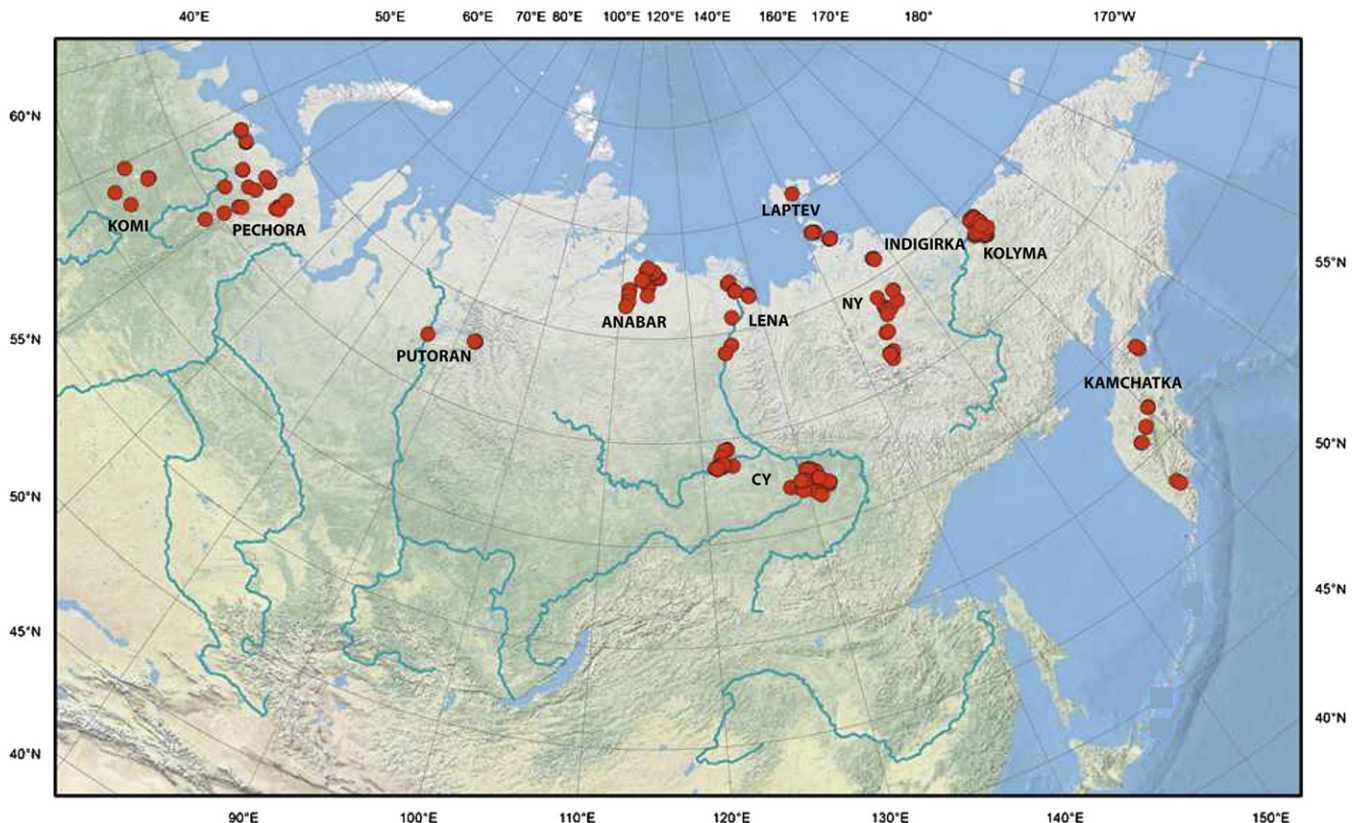 40°E 50°E 60°E 70°E 80°E 100°E 120°E 140°E 160°E 170°E 180° 170°W
60°N
LAPTEV
KOMI PECHORA
INDIGIRKA KOLYMA
55°N
NY
ANABAR LENA
55°N
PUTORAN
KAMCHATKA
50°N
CY
50°N
45°N
45°N
40°N
40°N
90°E 100°E 110°E 120°E 130°E 140°E 150°E